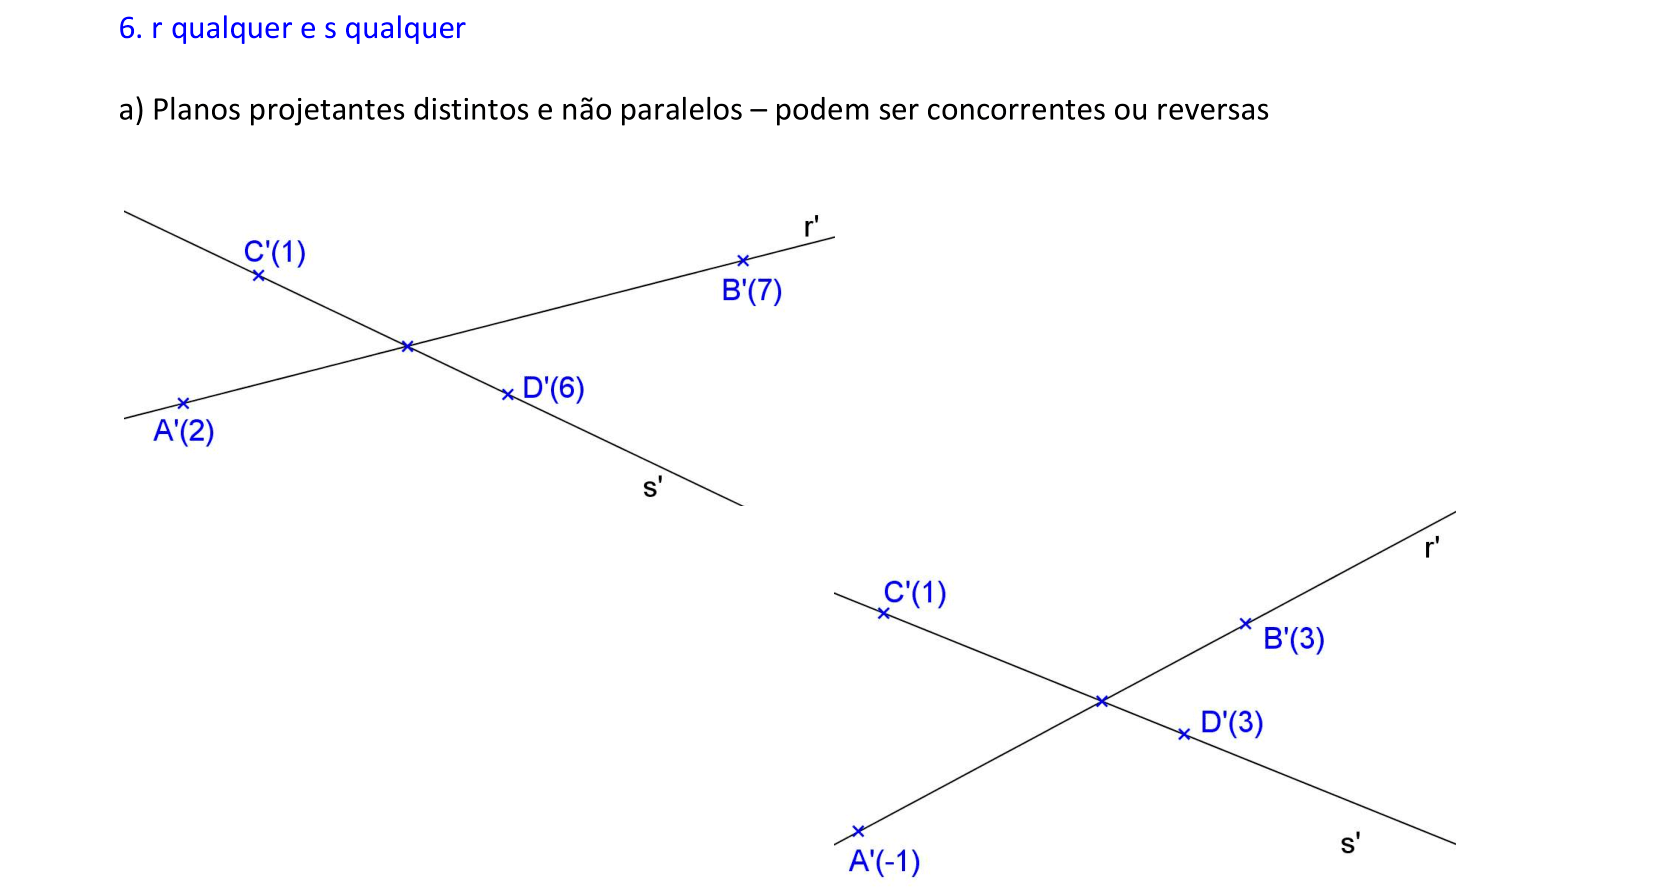 6. r qualquer e s qualquer
a) Planos projetantes distintos e não paralelos – podem ser concorrentes ou reversas
r'
C'(1)
B'(7)
D'(6)
A'(2)
s'
r'
C'(1)
B'(3)
D'(3)
s'
A'(-1)